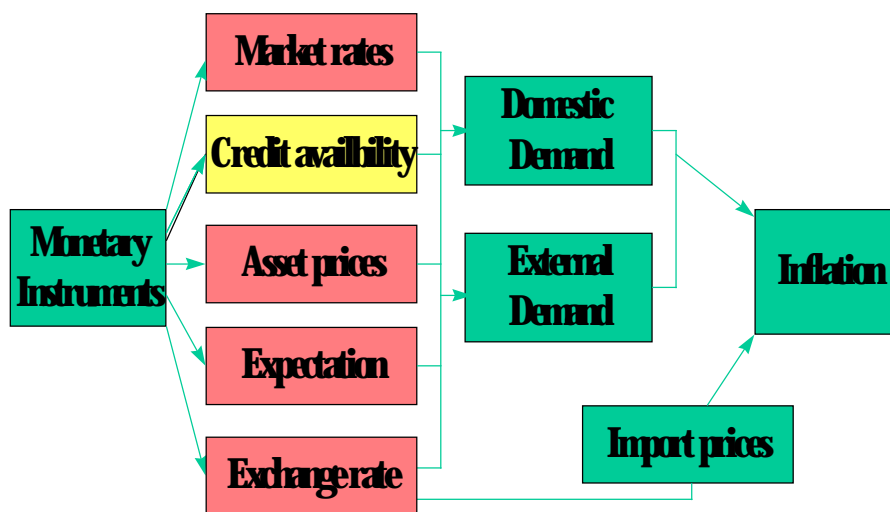 Market rates
Credit availbility
Monetary
Instruments
Asset prices
Expectation
Exchange rate
Domestic
Demand
External
Demand
Import prices
Inflation